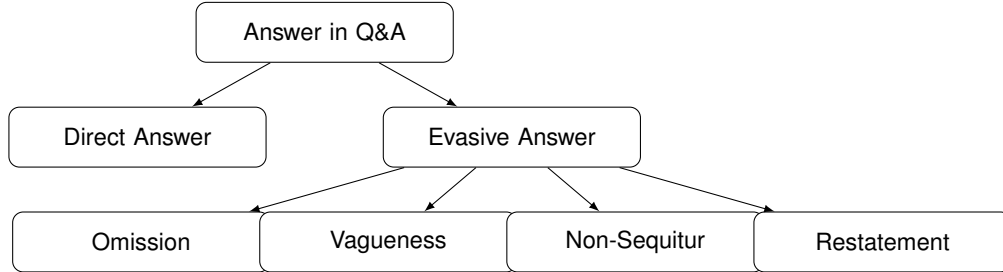 Answer in Q&A
Direct Answer
Evasive Answer
Omission
Vagueness
Non-Sequitur
Restatement